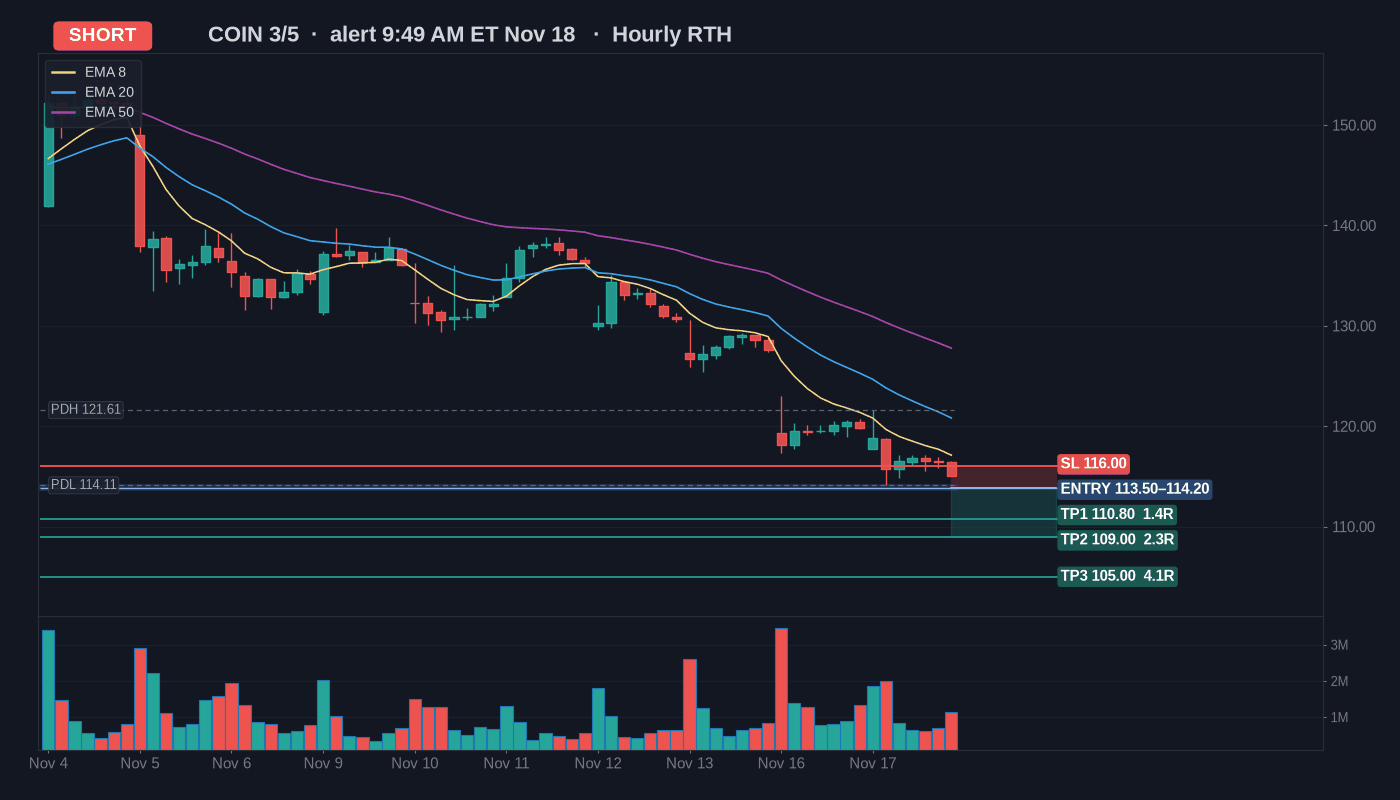 SHORT
COIN 3/5 · alert 9:49 AM ET Nov 18 · Hourly RTH
EMA 8
EMA 20
EMA 50
150.00
140.00
130.00
PDH 121.61
120.00
SL 116.00
PDL 114.11
ENTRY 113.50–114.20
TP1 110.80 1.4R
110.00
TP2 109.00 2.3R
TP3 105.00 4.1R
3M
2M
1M
Nov 4 Nov 5 Nov 6 Nov 9 Nov 10 Nov 11 Nov 12 Nov 13 Nov 16 Nov 17